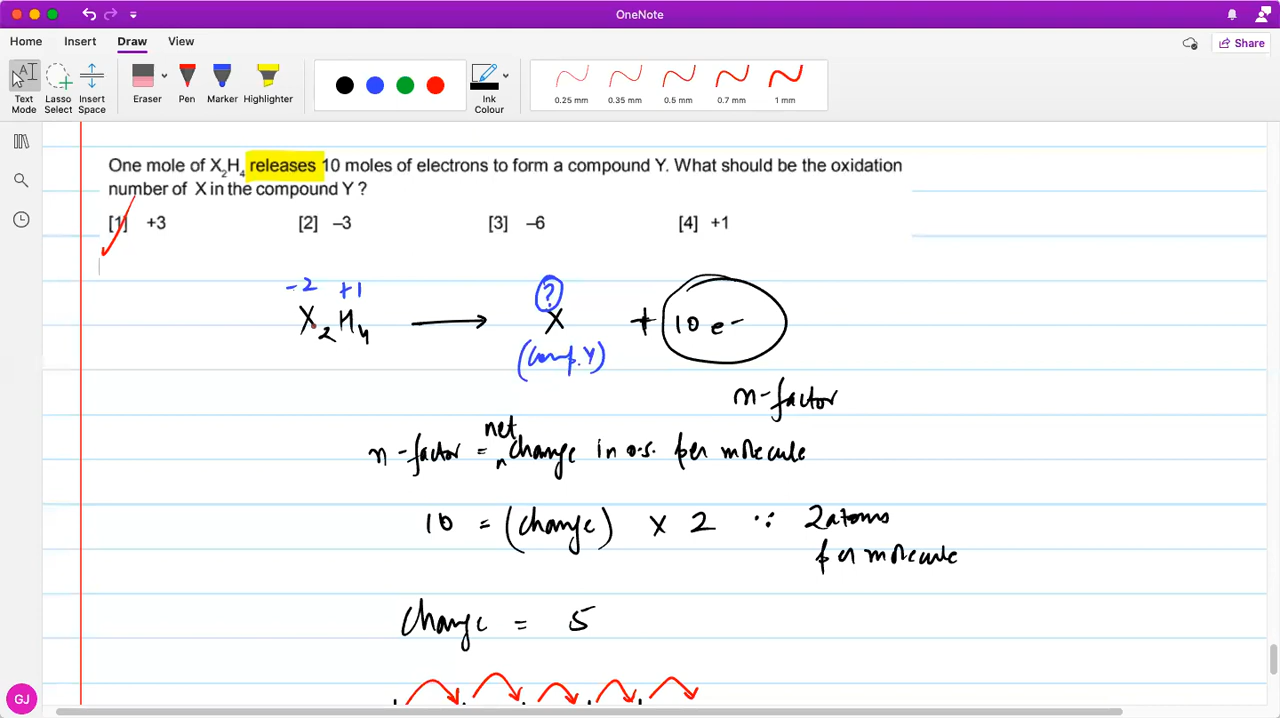 OneNote
Home Insert Draw View
Share
Text Mode
Lasso Select
Insert Space
Eraser
Pen
Marker
Highlighter
Ink Colour
0.25 mm
0.35 mm
0.5 mm
0.7 mm
1 mm
One mole of X₂H₄ releases 10 moles of electrons to form a compound Y. What should be the oxidation
number of X in the compound Y ?
[1] +3 [2] –3 [3] –6 [4] +1
-2 +1 ?
X₂H₄ → X + 10 e⁻
(comp. Y)
n-factor
n-factor = net change in o.s. per molecule
10 = (change) x 2 ∵ 2 atoms
per molecule
change = 5
GJ